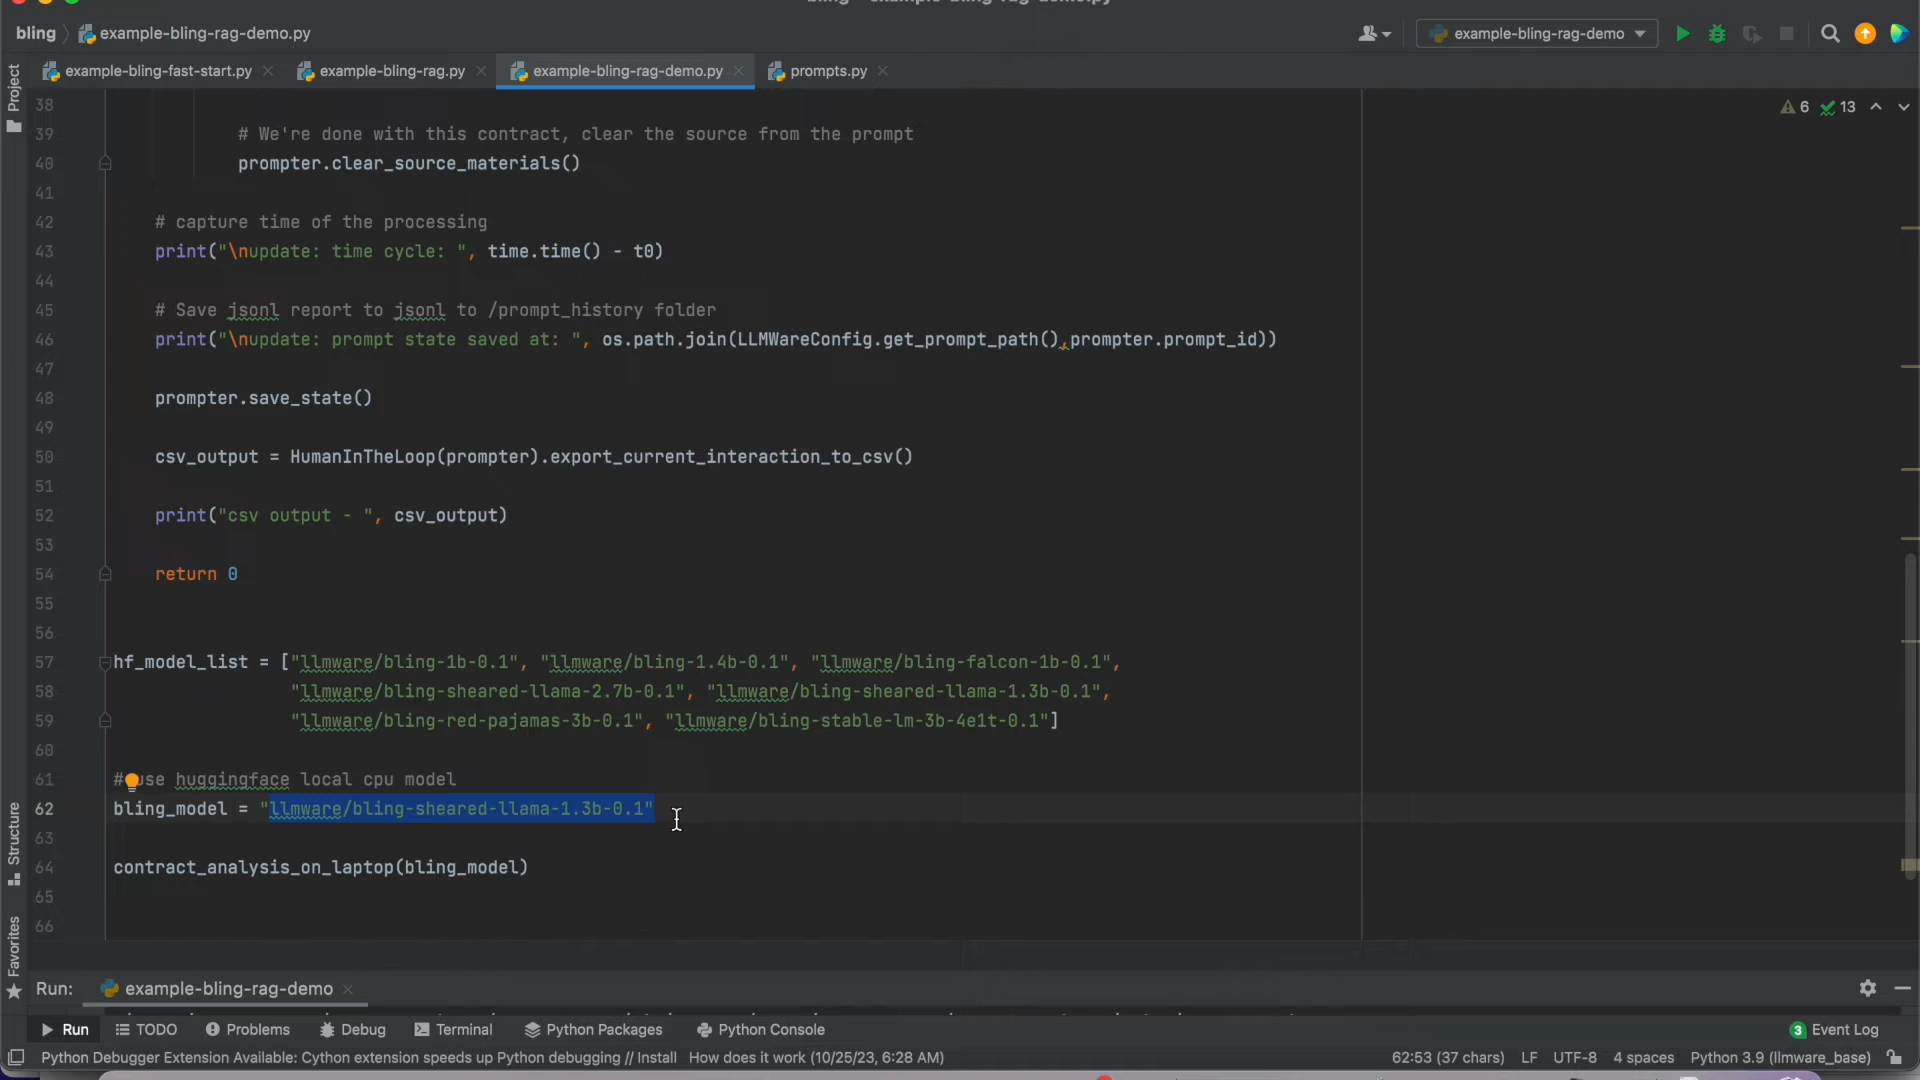 bling example-bling-rag-demo.py
example-bling-rag-demo
example-bling-fast-start.py example-bling-rag.py example-bling-rag-demo.py prompts.py
Project
6 13
38
39 # We're done with this contract, clear the source from the prompt
40 prompter.clear_source_materials()
41
42 # capture time of the processing
43 print("\nupdate: time cycle: ", time.time() - t0)
44
45 # Save jsonl report to jsonl to /prompt_history folder
46 print("\nupdate: prompt state saved at: ", os.path.join(LLMWareConfig.get_prompt_path(),prompter.prompt_id))
47
48 prompter.save_state()
49
50 csv_output = HumanInTheLoop(prompter).export_current_interaction_to_csv()
51
52 print("csv output - ", csv_output)
53
54 return 0
55
56
57 hf_model_list = ["llmware/bling-1b-0.1", "llmware/bling-1.4b-0.1", "llmware/bling-falcon-1b-0.1",
58 "llmware/bling-sheared-llama-2.7b-0.1", "llmware/bling-sheared-llama-1.3b-0.1",
59 "llmware/bling-red-pajamas-3b-0.1", "llmware/bling-stable-lm-3b-4e1t-0.1"]
60
61 # use huggingface local cpu model
62 bling_model = "llmware/bling-sheared-llama-1.3b-0.1"
63
64 contract_analysis_on_laptop(bling_model)
65
66
Structure
Favorites
Run: example-bling-rag-demo
Run TODO Problems Debug Terminal Python Packages Python Console 3 Event Log
Python Debugger Extension Available: Cython extension speeds up Python debugging // Install How does it work (10/25/23, 6:28 AM) 62:53 (37 chars) LF UTF-8 4 spaces Python 3.9 (llmware_base)